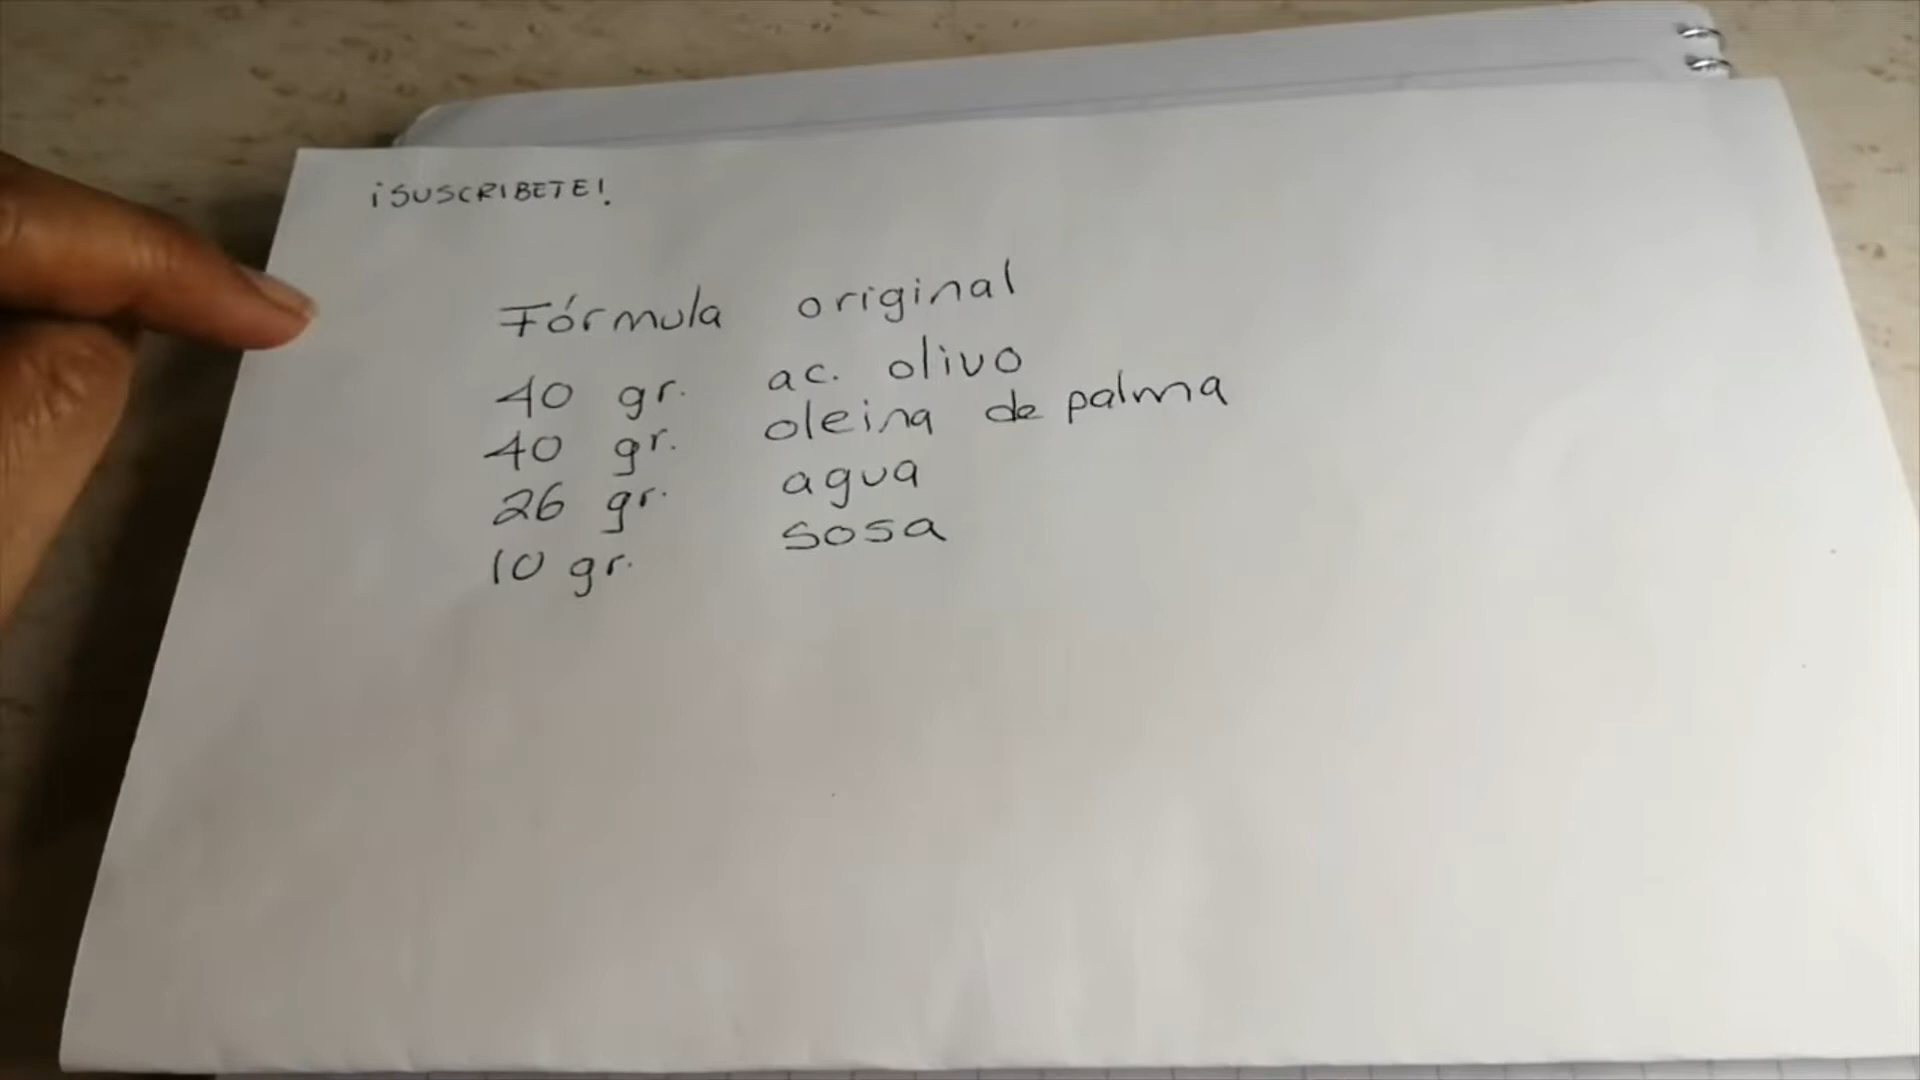 ¡SUSCRIBETE!
Fórmula original
40 gr. ac. olivo
40 gr. oleina de palma
26 gr. agua
10 gr. sosa